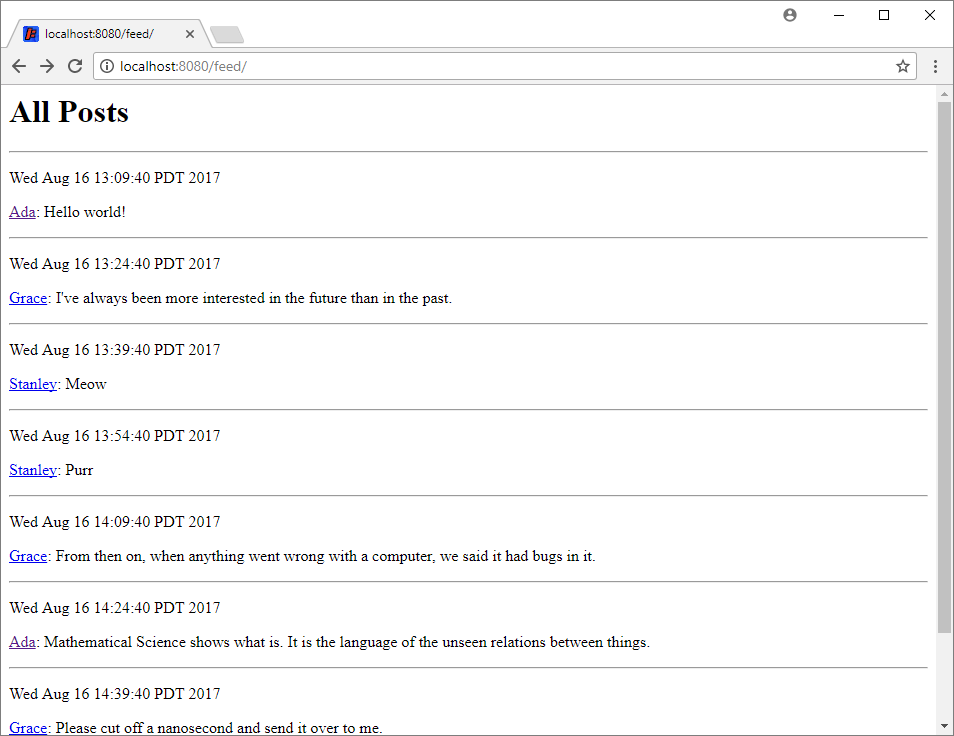 localhost:8080/feed/
localhost:8080/feed/
All Posts
Wed Aug 16 13:09:40 PDT 2017
Ada: Hello world!
Wed Aug 16 13:24:40 PDT 2017
Grace: I've always been more interested in the future than in the past.
Wed Aug 16 13:39:40 PDT 2017
Stanley: Meow
Wed Aug 16 13:54:40 PDT 2017
Stanley: Purr
Wed Aug 16 14:09:40 PDT 2017
Grace: From then on, when anything went wrong with a computer, we said it had bugs in it.
Wed Aug 16 14:24:40 PDT 2017
Ada: Mathematical Science shows what is. It is the language of the unseen relations between things.
Wed Aug 16 14:39:40 PDT 2017
Grace: Please cut off a nanosecond and send it over to me.